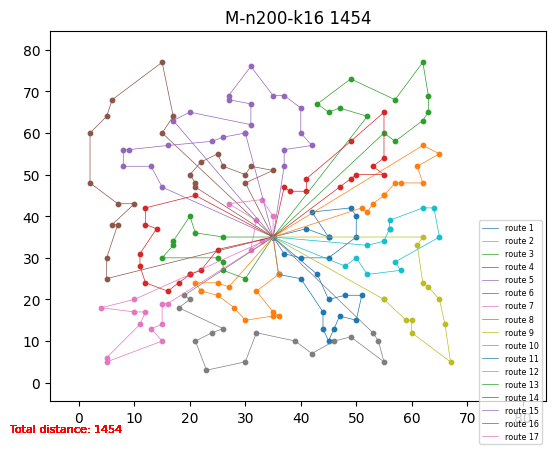 M-n200-k16 1454
80
70
60
50
40
30
20
10
0
0 10 20 30 40 50 60 70 80
route 1
route 2
route 3
route 4
route 5
route 6
route 7
route 8
route 9
route 10
route 11
route 12
route 13
route 14
route 15
route 16
route 17
Total distance: 1454